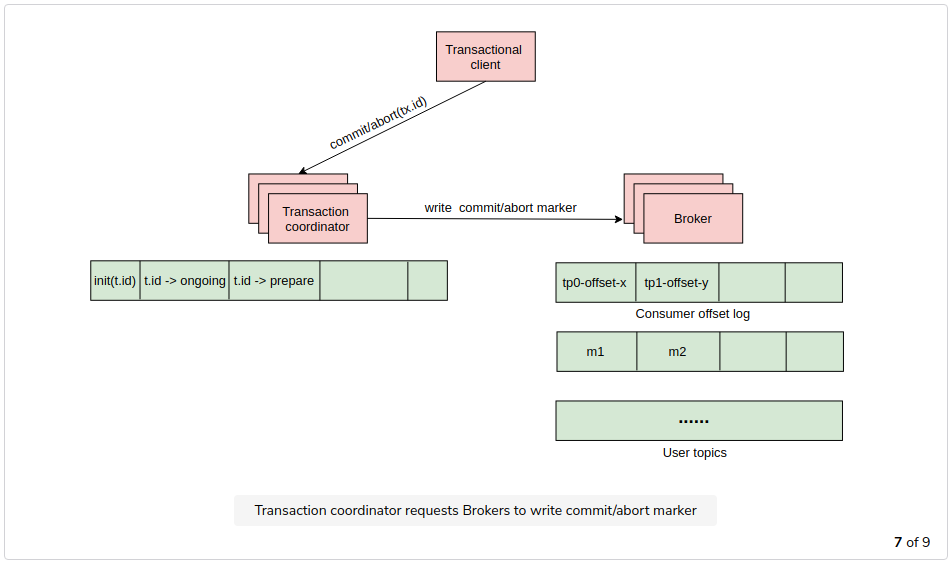 Transactional
client
commit/abort(tx.id)
Transaction
coordinator
write commit/abort marker
Broker
init(t.id) t.id -> ongoing t.id -> prepare
tp0-offset-x tp1-offset-y
Consumer offset log
m1 m2
......
User topics
Transaction coordinator requests Brokers to write commit/abort marker
7 of 9